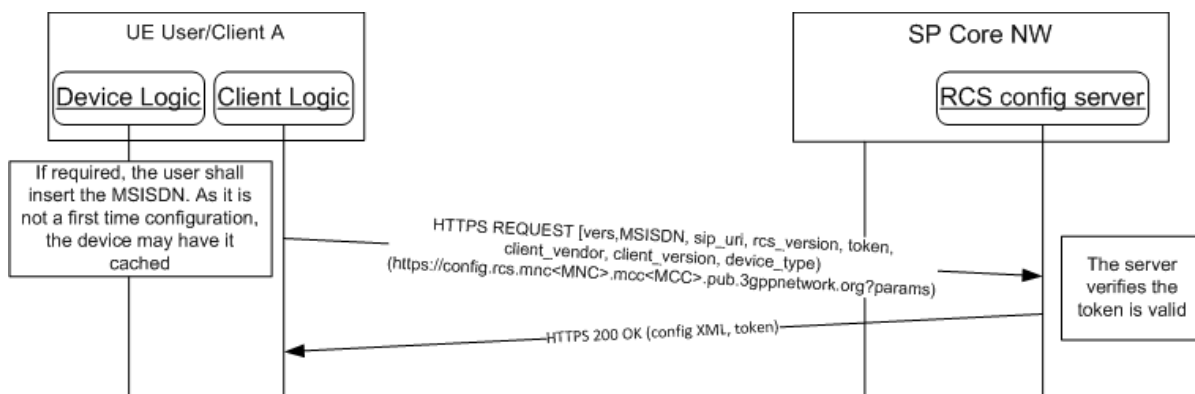 UE User/Client A
SP Core NW
Device Logic
Client Logic
RCS config server
If required, the user shall
insert the MSISDN. As it is
not a first time configuration,
the device may have it
cached
HTTPS REQUEST [vers,MSISDN, sip_uri, rcs_version, token,
client_vendor, client_version, device_type)
(https://config.rcs.mnc<MNC>.mcc<MCC>.pub.3gppnetwork.org?params)
The server
verifies the
token is valid
HTTPS 200 OK (config XML, token)